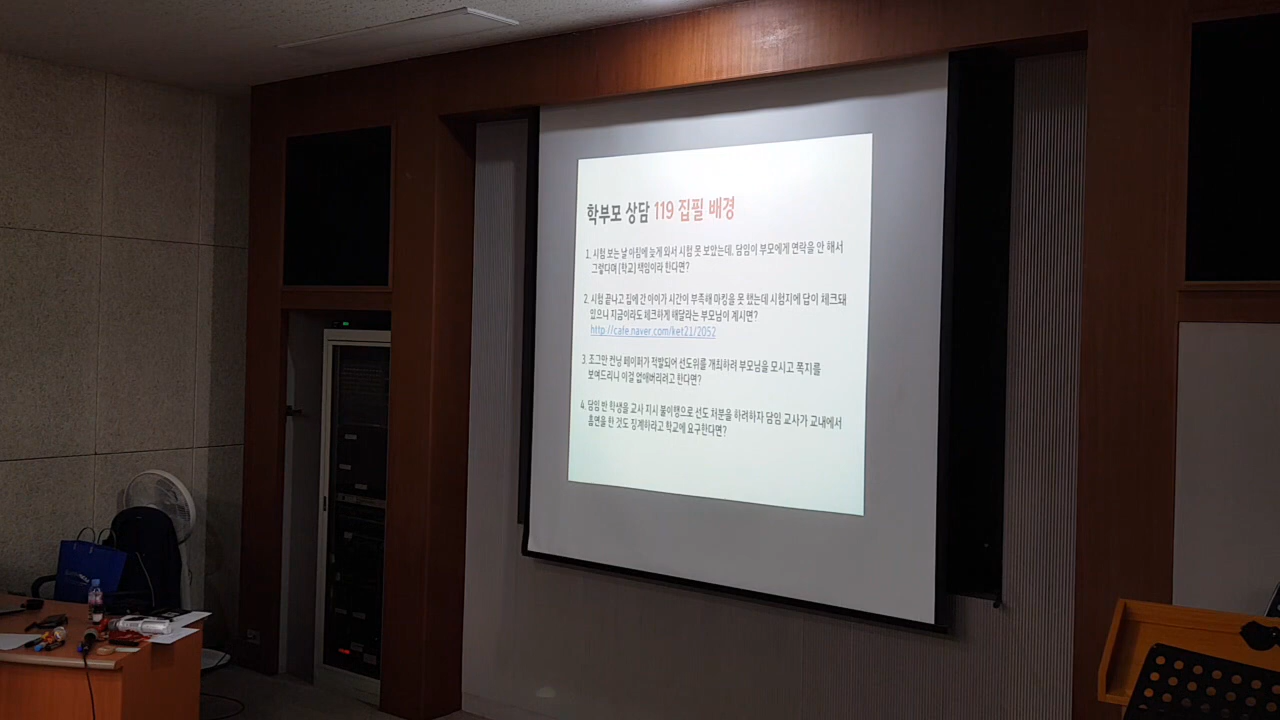 학부모 상담 119 집필 배경
1. 시험 보는 날 아침에 늦게 와서 시험 못 보았는데, 담임이 부모에게 연락을 안 해서
그렇다며 [학교] 책임이라 한다면?
2. 시험 끝나고 집에 간 아이가 시간이 부족해 마킹을 못 했는데 시험지에 답이 체크돼
있으니 지금이라도 체크하게 해달라는 부모님이 계시면?
http://cafe.naver.com/ket21/2052
3. 조그만 컨닝 페이퍼가 적발되어 선도위를 개최하러 부모님을 모시고 쪽지를
보여드리니 이걸 없애버리려고 한다면?
4. 담임 반 학생을 교사 지시 불이행으로 선도 처분을 하려하자 담임 교사가 교내에서
흡연을 한 것도 징계하라고 학교에 요구한다면?